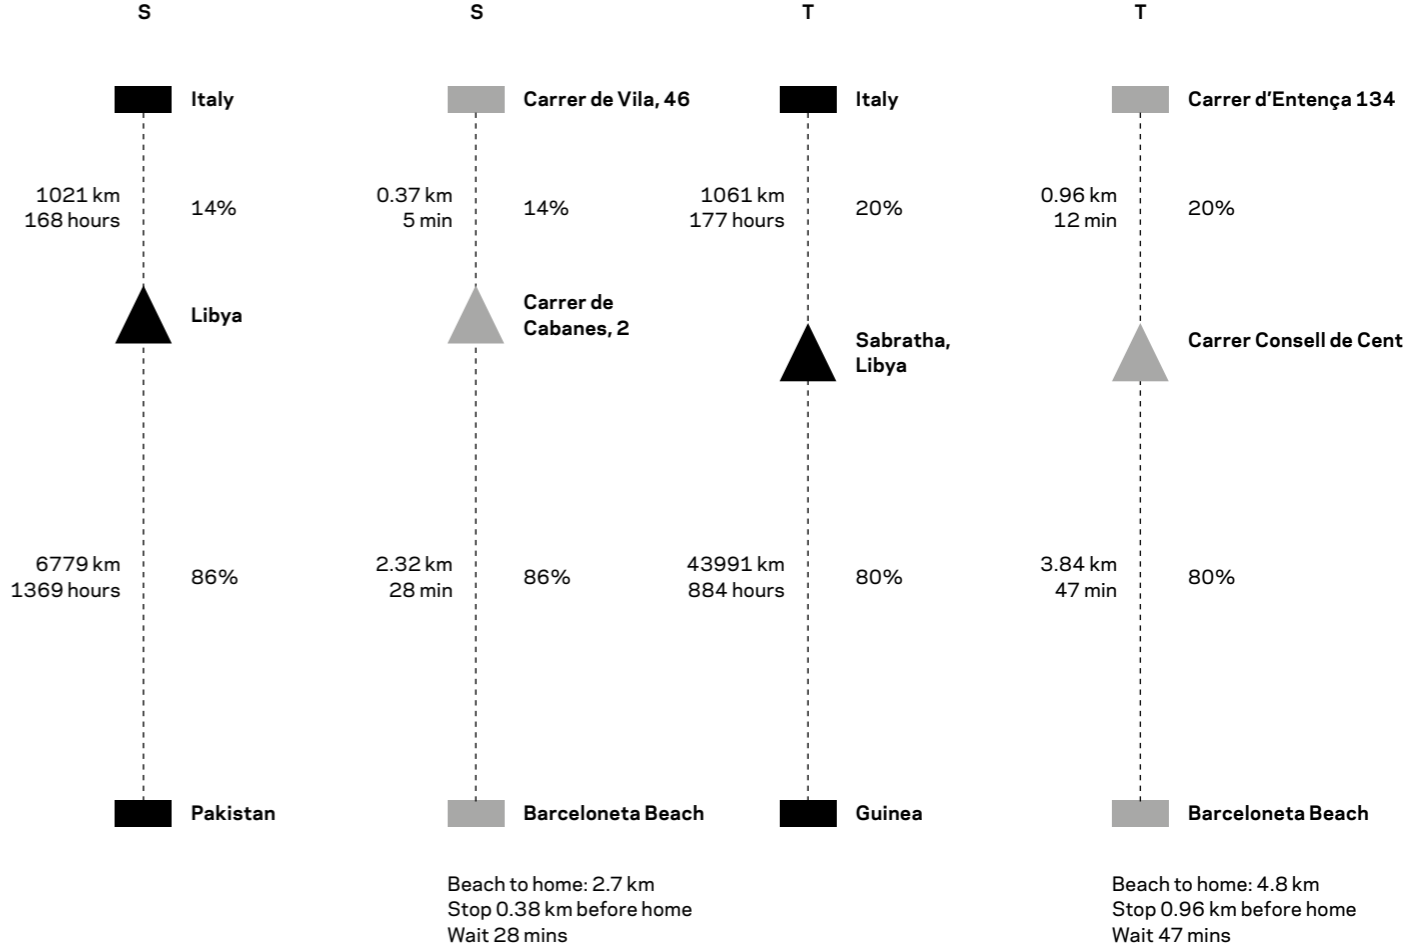 S
S
T
T
Italy
Carrer de Vila, 46
Italy
Carrer d’Entença 134
1021 km
168 hours
14%
0.37 km
5 min
14%
1061 km
177 hours
20%
0.96 km
12 min
20%
Libya
Carrer de
Cabanes, 2
Sabratha,
Libya
Carrer Consell de Cent
6779 km
1369 hours
86%
2.32 km
28 min
86%
43991 km
884 hours
80%
3.84 km
47 min
80%
Pakistan
Barceloneta Beach
Guinea
Barceloneta Beach
Beach to home: 2.7 km
Stop 0.38 km before home
Wait 28 mins
Beach to home: 4.8 km
Stop 0.96 km before home
Wait 47 mins